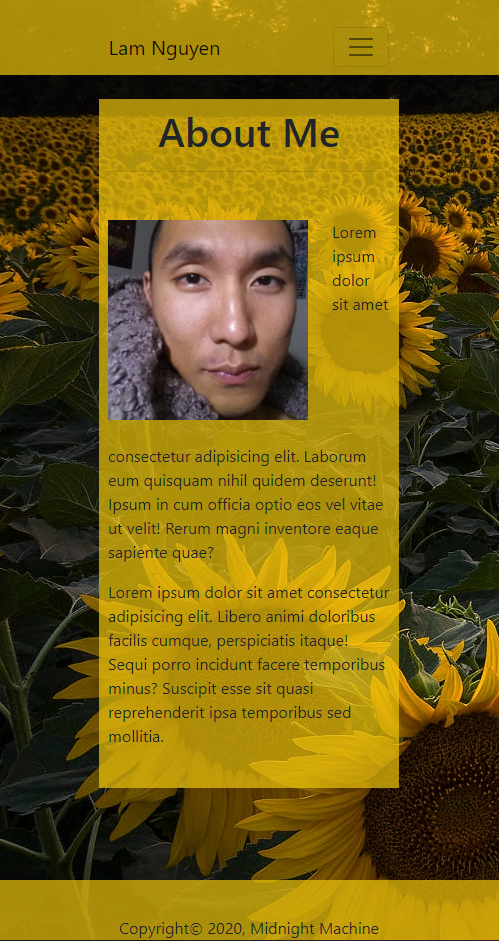 Lam Nguyen
About Me
Lorem
ipsum
dolor
sit amet
consectetur adipisicing elit. Laborum
eum quisquam nihil quidem deserunt!
Ipsum in cum officia optio eos vel vitae
ut velit! Rerum magni inventore eaque
sapiente quae?
Lorem ipsum dolor sit amet consectetur
adipisicing elit. Libero animi doloribus
facilis cumque, perspiciatis itaque!
Sequi porro incidunt facere temporibus
minus? Suscipit esse sit quasi
reprehenderit ipsa temporibus sed
mollitia.
Copyright© 2020, Midnight Machine